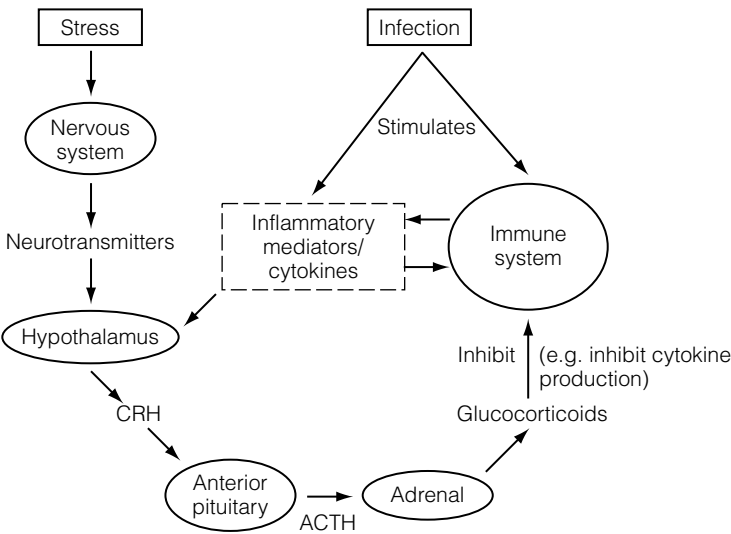 Stress
Infection
Stimulates
Nervous
system
Neurotransmitters
Inflammatory
mediators/
cytokines
Immune
system
Hypothalamus
Inhibit
(e.g. inhibit cytokine
production)
Glucocorticoids
CRH
Anterior
pituitary
ACTH
Adrenal